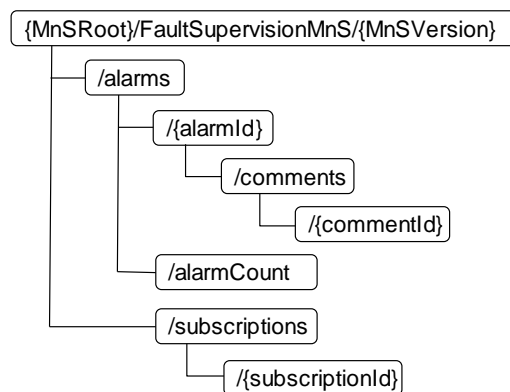 {MnSRoot}/FaultSupervisionMnS/{MnSVersion}
/alarms
/{alarmId}
/comments
/{commentId}
/alarmCount
/subscriptions
/{subscriptionId}